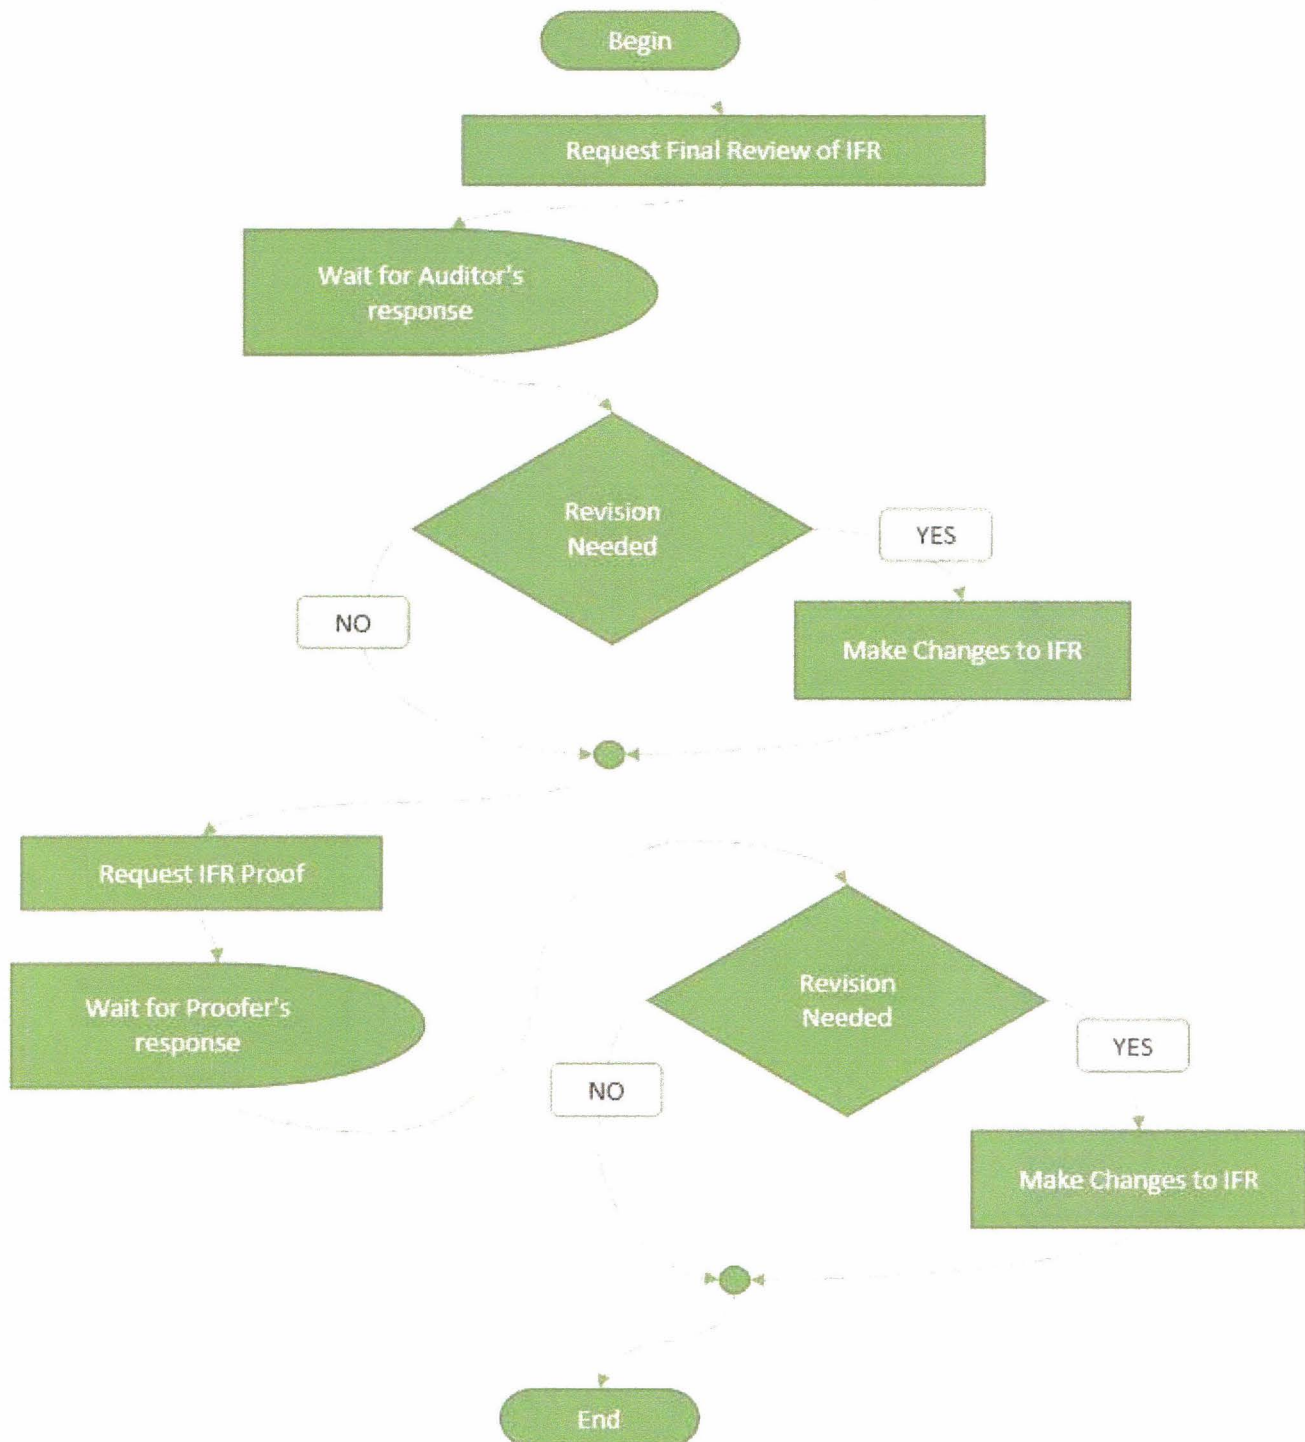 Begin
Request Final Review of IFR
Wait for Auditor's
response
Revision
Needed
YES
NO
Make Changes to IFR
Request IFR Proof
Wait for Proofer's
response
Revision
Needed
YES
NO
Make Changes to IFR
End